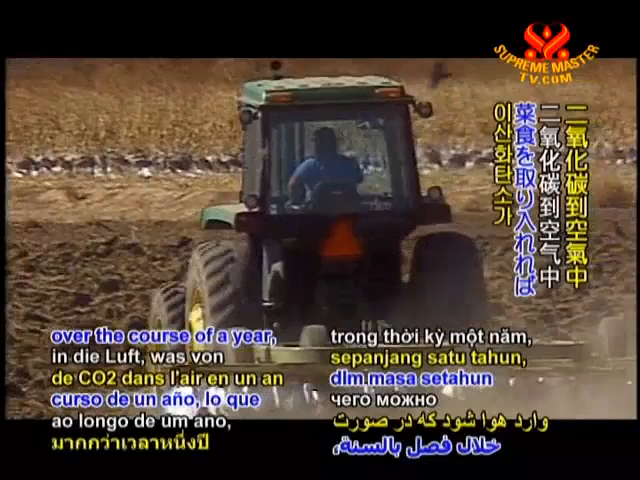 SUPREME MASTER
TV.COM
二氧化碳到空氣中
二氧化碳到空气中
菜食を取り入れれば
이산화탄소가
over the course of a year,
in die Luft, was von
de CO2 dans l'air en un an
curso de un año, lo que
ao longo de um ano,
มากกว่าเวลาหนึ่งปี
trong thời kỳ một năm,
sepanjang satu tahun,
dlm masa setahun
чего можно
وارد هوا شود که در صورت
خلال فصل بالسنة،